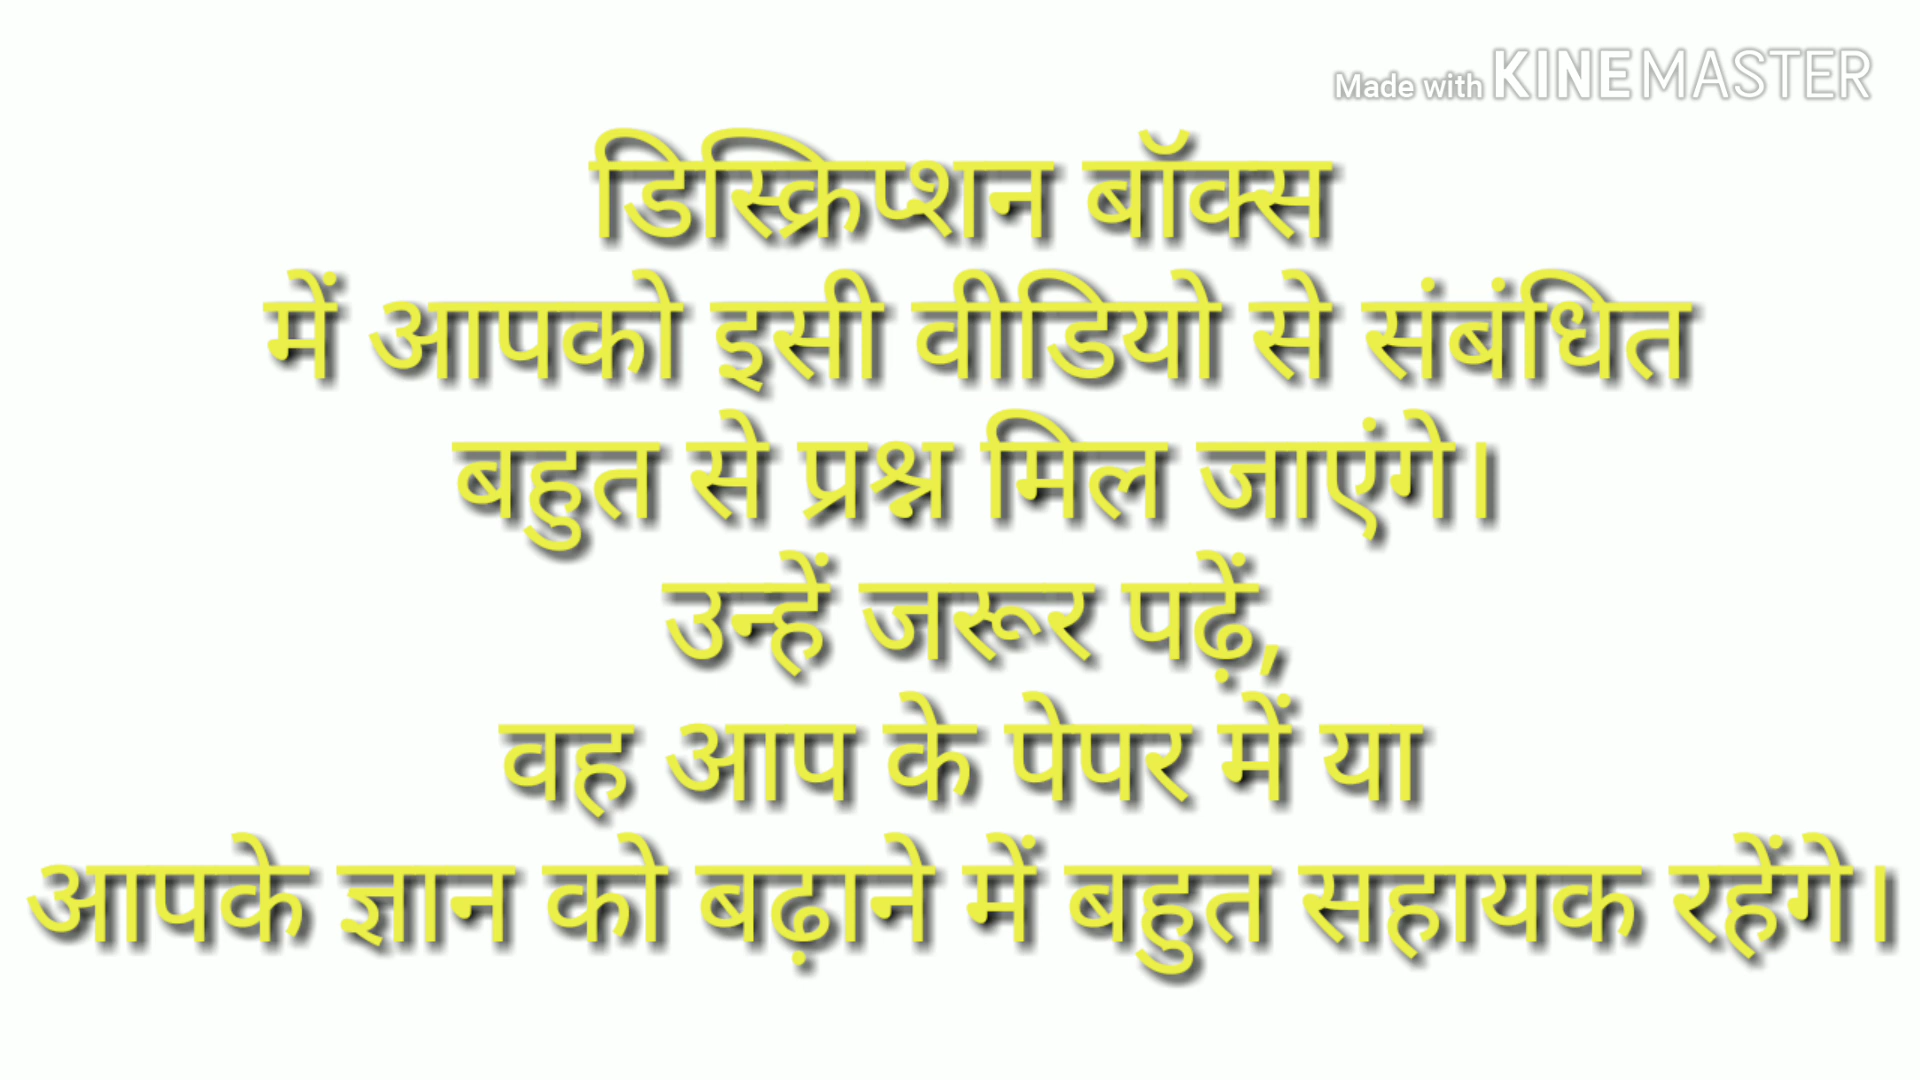 Made with KINEMASTER
डिस्क्रिप्शन बॉक्स
में आपको इसी वीडियो से संबंधित
बहुत से प्रश्न मिल जाएंगे।
उन्हें जरूर पढ़ें,
वह आप के पेपर में या
आपके ज्ञान को बढ़ाने में बहुत सहायक रहेंगे।